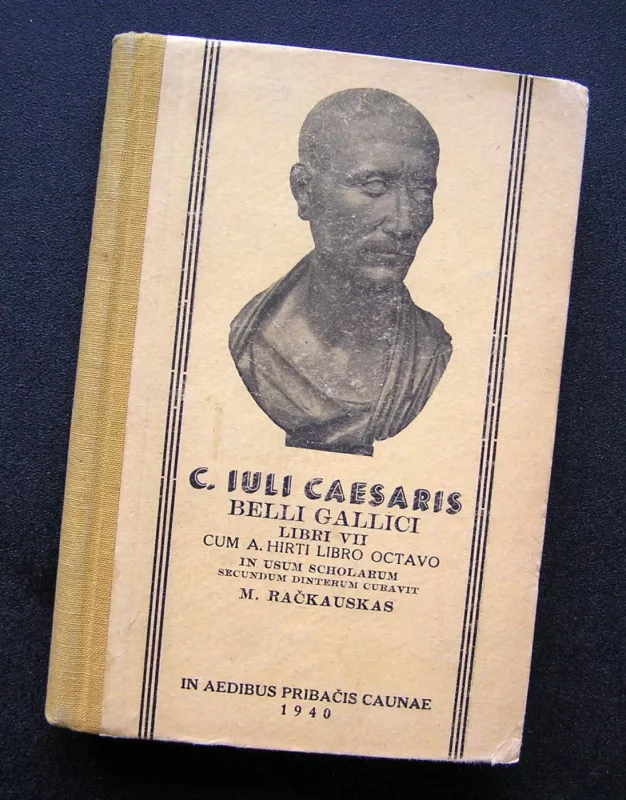 C. IULI CAESARIS
BELLI GALLICI
LIBRI VII
CUM A. HIRTI LIBRO OCTAVO
IN USUM SCHOLARUM
SECUNDUM DINTERUM CURAVIT
M. RAČKAUSKAS
IN AEDIBUS PRIBAČIS CAUNAE
1940